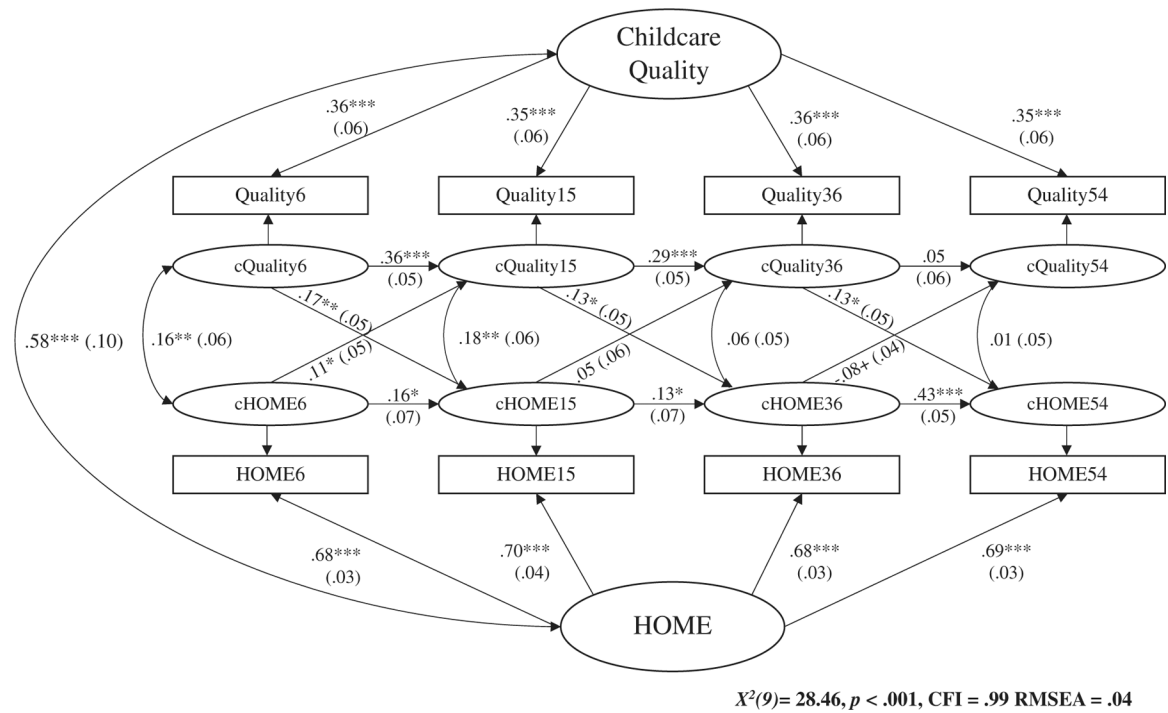 Childcare
Quality
.36***
(.06)
.35***
(.06)
.36***
(.06)
.35***
(.06)
Quality6
Quality15
Quality36
Quality54
cQuality6
.36***
(.05)
cQuality15
.29***
(.05)
cQuality36
.05
(.06)
cQuality54
.17** (.05)
.13* (.05)
.13* (.05)
.58*** (.10)
.16** (.06)
.18** (.06)
.06 (.05)
.01 (.05)
.11* (.05)
.05 (.06)
-.08+ (.04)
cHOME6
.16*
(.07)
cHOME15
.13*
(.07)
cHOME36
.43***
(.05)
cHOME54
HOME6
HOME15
HOME36
HOME54
.68***
(.03)
.70***
(.04)
.68***
(.03)
.69***
(.03)
HOME
X²(9)= 28.46, p < .001, CFI = .99 RMSEA = .04